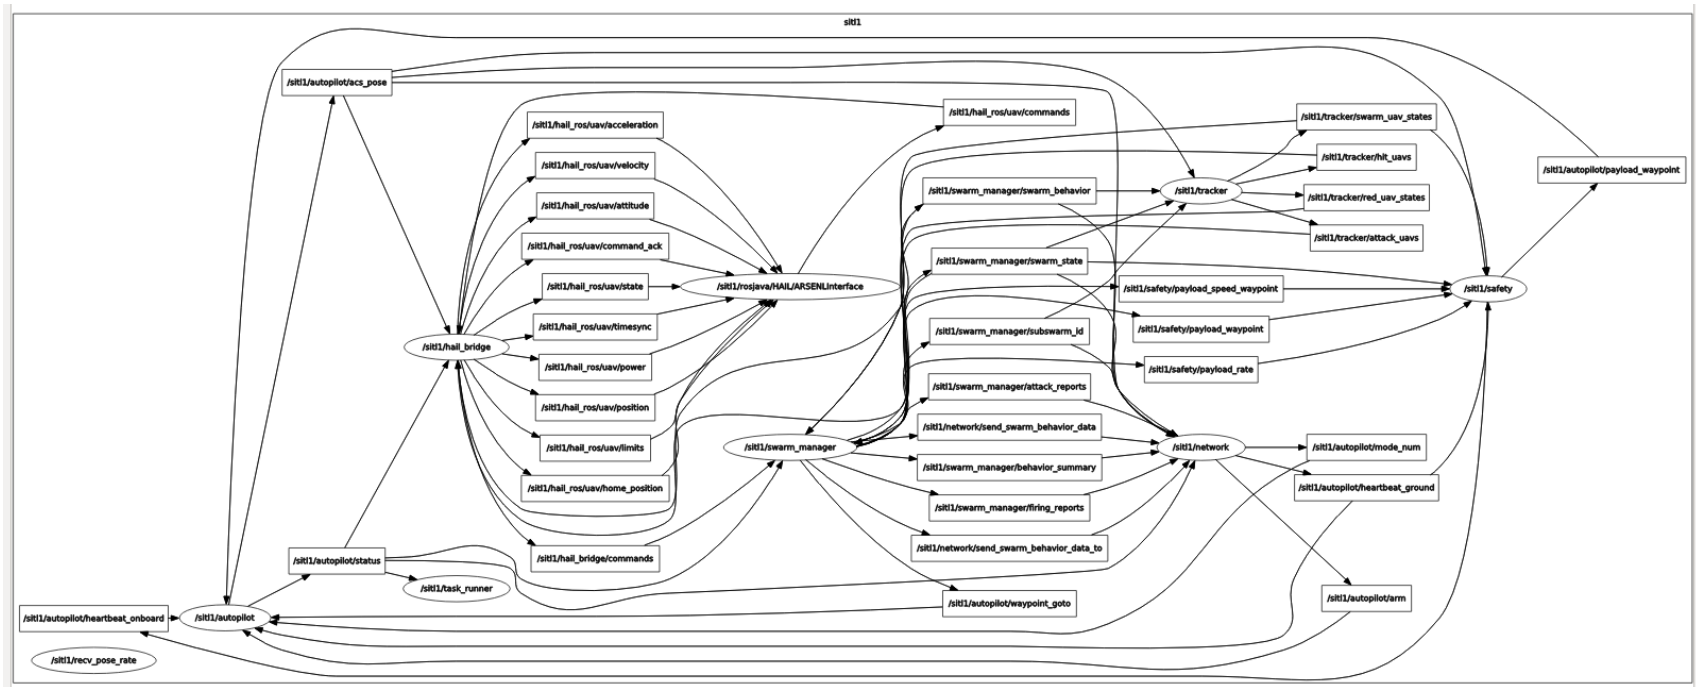 sitl1
/sitl1/autopilot/acs_pose
/sitl1/hail_ros/uav/commands
/sitl1/hail_ros/uav/acceleration
/sitl1/tracker/swarm_uav_states
/sitl1/hail_ros/uav/velocity
/sitl1/tracker/hit_uavs
/sitl1/autopilot/payload_waypoint
/sitl1/swarm_manager/swarm_behavior
/sitl1/tracker
/sitl1/tracker/red_uav_states
/sitl1/hail_ros/uav/attitude
/sitl1/tracker/attack_uavs
/sitl1/hail_ros/uav/command_ack
/sitl1/swarm_manager/swarm_state
/sitl1/hail_ros/uav/state
/sitl1/rosjava/HAIL/ARSENLInterface
/sitl1/safety/payload_speed_waypoint
/sitl1/safety
/sitl1/hail_ros/uav/timesync
/sitl1/swarm_manager/subswarm_id
/sitl1/safety/payload_waypoint
/sitl1/hail_bridge
/sitl1/hail_ros/uav/power
/sitl1/safety/payload_rate
/sitl1/swarm_manager/attack_reports
/sitl1/hail_ros/uav/position
/sitl1/network/send_swarm_behavior_data
/sitl1/hail_ros/uav/limits
/sitl1/swarm_manager
/sitl1/network
/sitl1/autopilot/mode_num
/sitl1/swarm_manager/behavior_summary
/sitl1/hail_ros/uav/home_position
/sitl1/autopilot/heartbeat_ground
/sitl1/swarm_manager/firing_reports
/sitl1/network/send_swarm_behavior_data_to
/sitl1/hail_bridge/commands
/sitl1/autopilot/status
/sitl1/task_runner
/sitl1/autopilot/arm
/sitl1/autopilot/waypoint_goto
/sitl1/autopilot/heartbeat_onboard
/sitl1/autopilot
/sitl1/recv_pose_rate